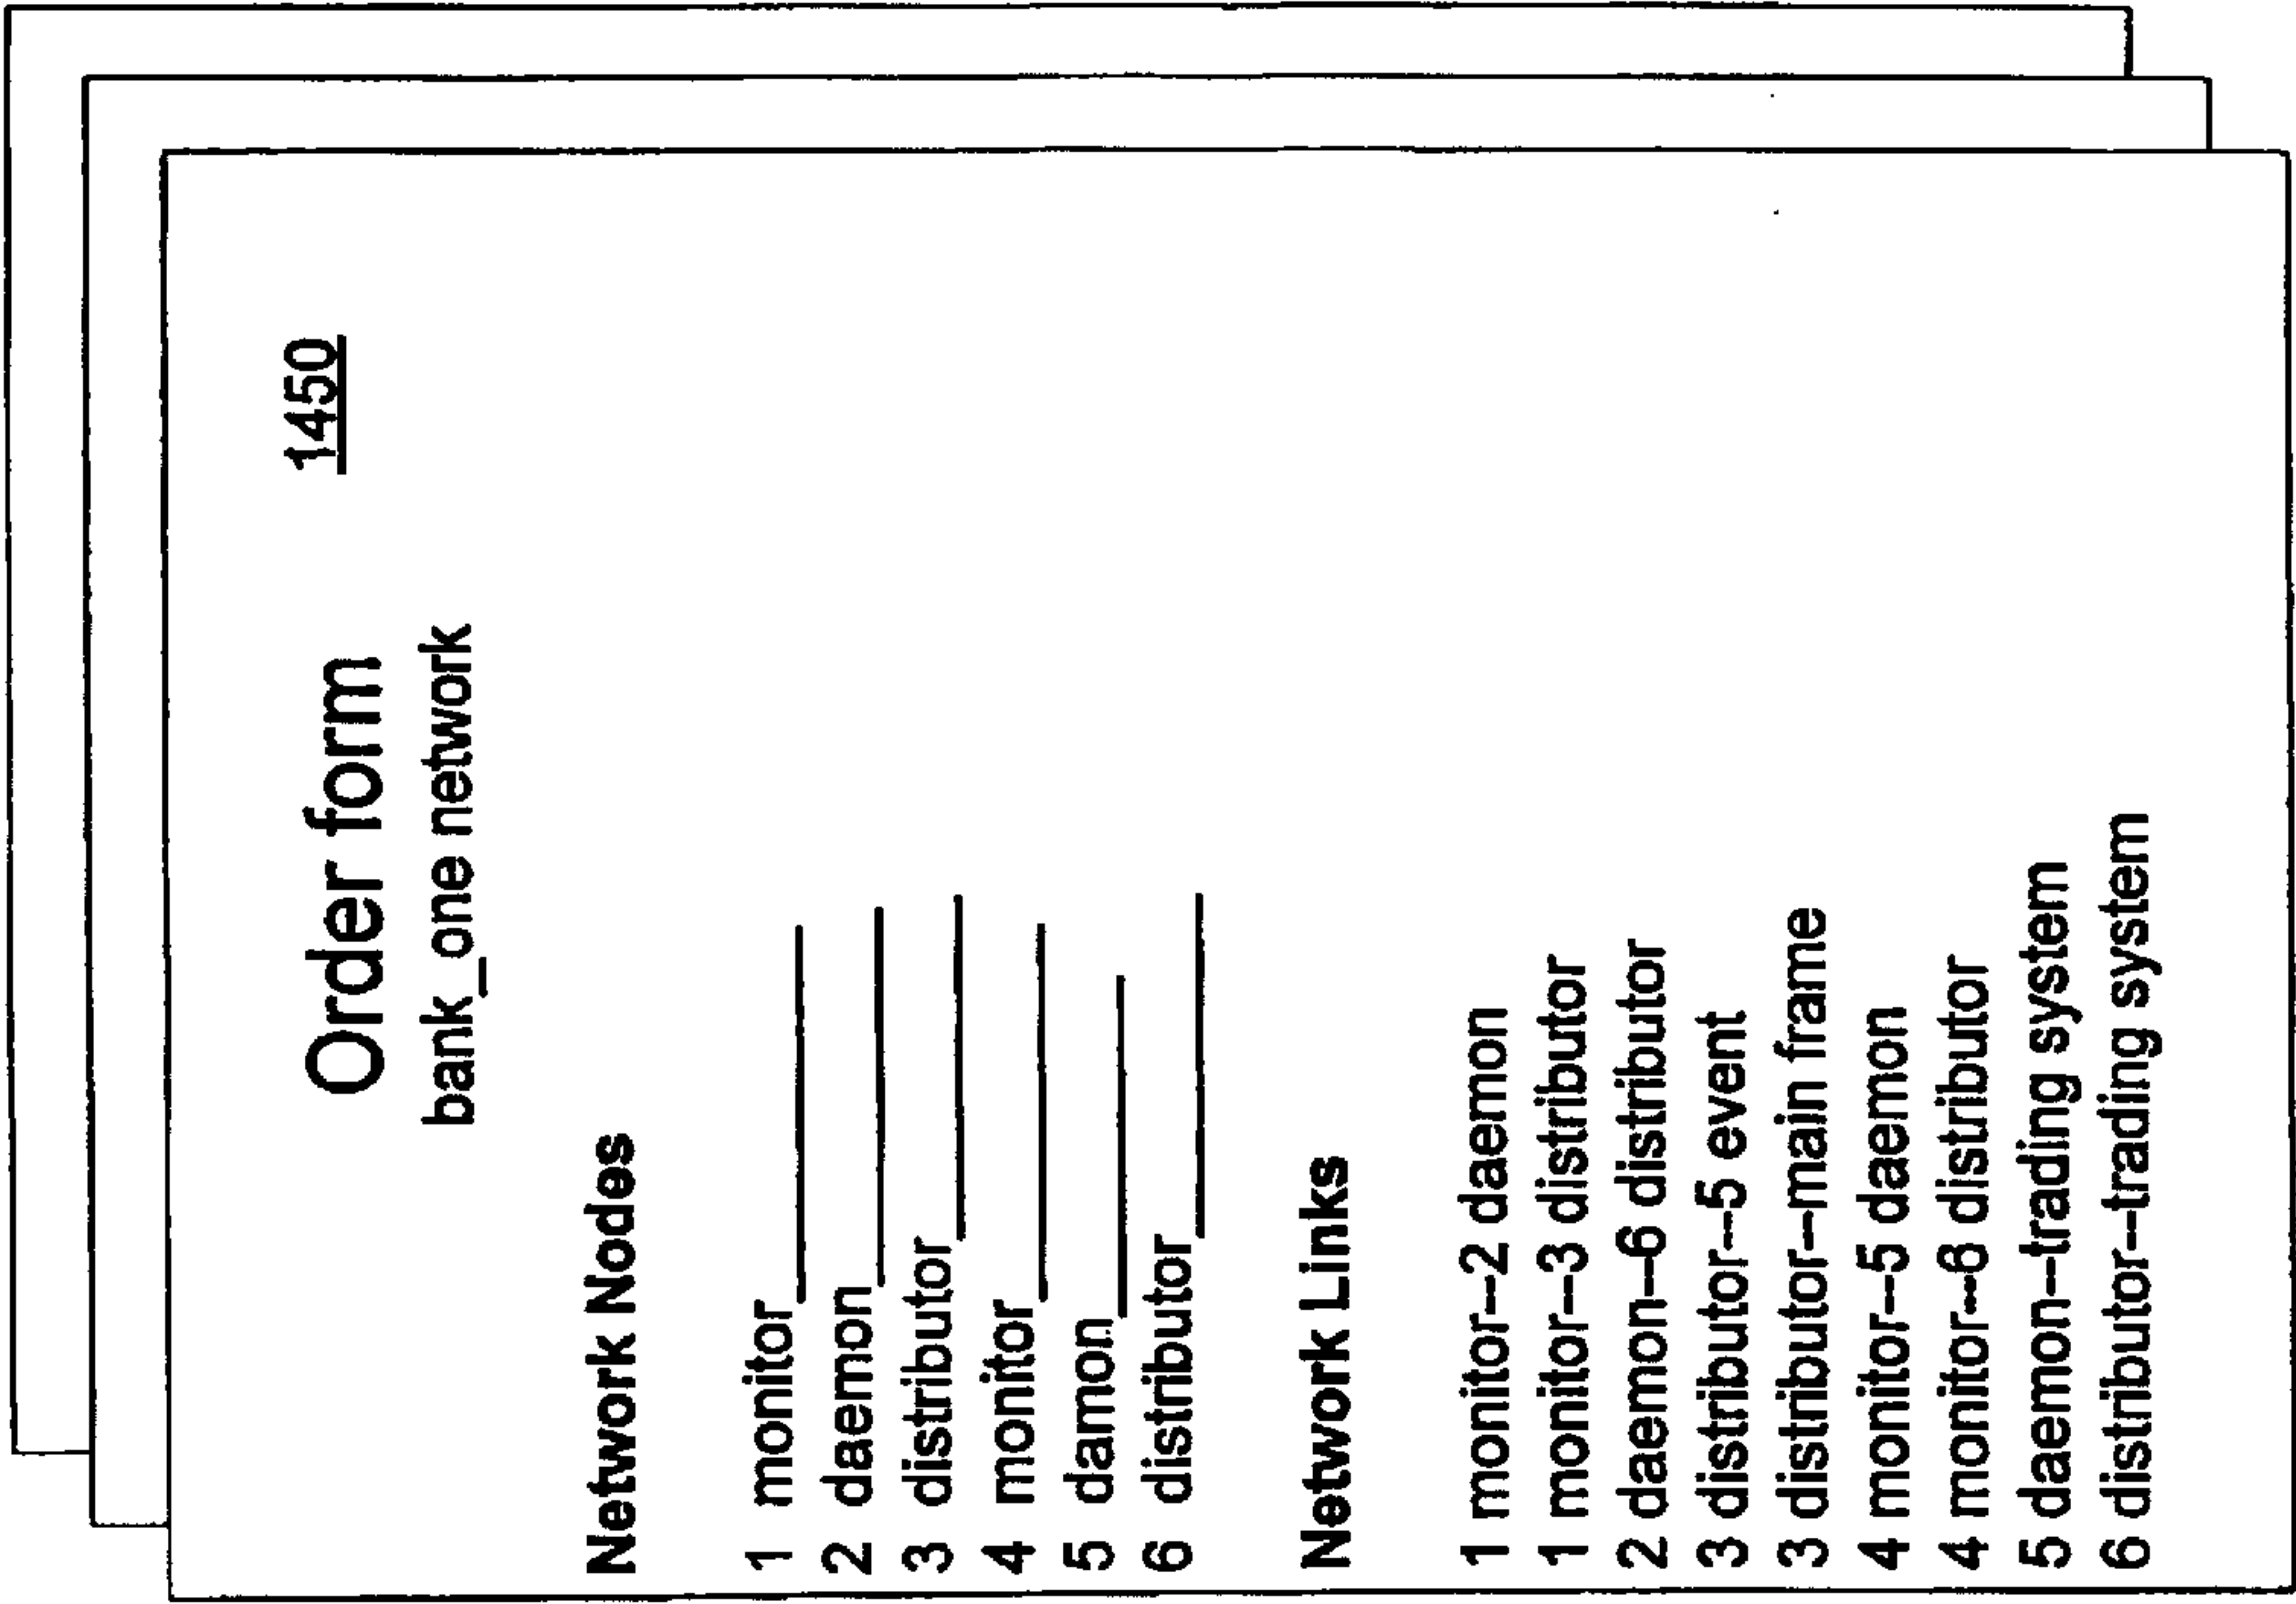 1450
Order form
bank_one network
Network Nodes
1 monitor
2 daemon
3 distributor
4 monitor
5 damon
6 distributor
Network Links
1 monitor--2 daemon
1 monitor--3 distributor
2 daemon--6 distributor
3 distributor--5 event
3 distributor--main frame
4 monitor--5 daemon
4 monitor--6 distributor
5 daemon--trading system
6 distributor--trading system